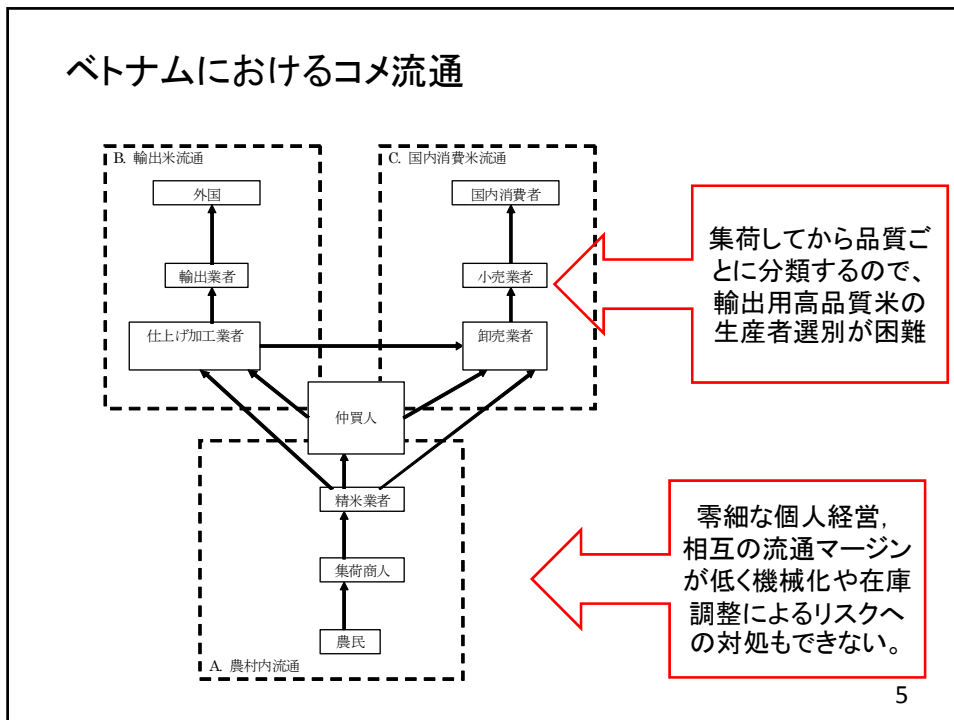 ベトナムにおけるコメ流通
B. 輸出米流通
外国
輸出業者
仕上げ加工業者
C. 国内消費米流通
国内消費者
小売業者
卸売業者
仲買人
精米業者
集荷商人
農民
A. 農村内流通
集荷してから品質ご
とに分類するので、
輸出用高品質米の
生産者選別が困難
零細な個人経営，
相互の流通マージン
が低く機械化や在庫
調整によるリスクへ
の対処もできない。
5